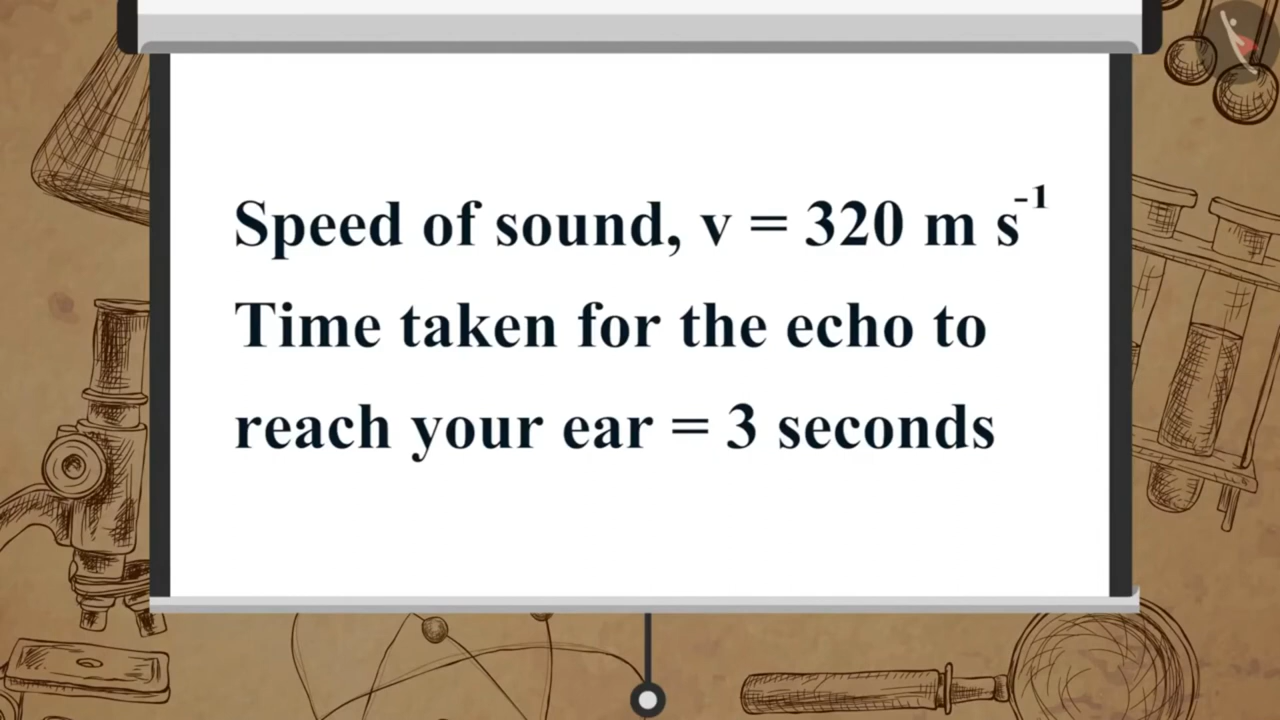 Speed of sound, v = 320 m s⁻¹
Time taken for the echo to
reach your ear = 3 seconds